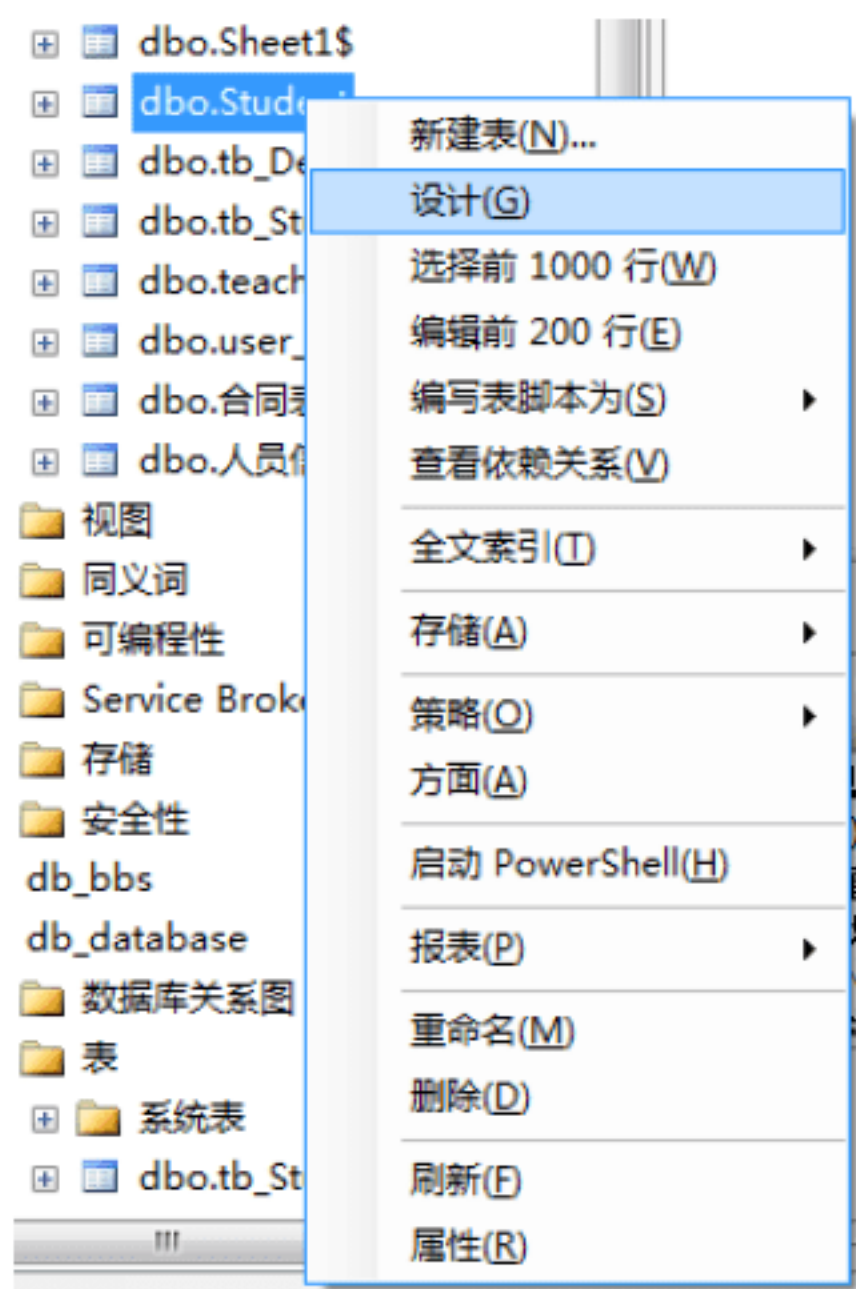 dbo.Sheet1$
dbo.Stude
dbo.tb_De
dbo.tb_St
dbo.teach
dbo.user_
dbo.合同表
dbo.人员信
视图
同义词
可编程性
Service Broke
存储
安全性
db_bbs
db_database
数据库关系图
表
系统表
dbo.tb_St
新建表(N)...
设计(G)
选择前 1000 行(W)
编辑前 200 行(E)
编写表脚本为(S)
查看依赖关系(V)
全文索引(T)
存储(A)
策略(O)
方面(A)
启动 PowerShell(H)
报表(P)
重命名(M)
删除(D)
刷新(F)
属性(R)